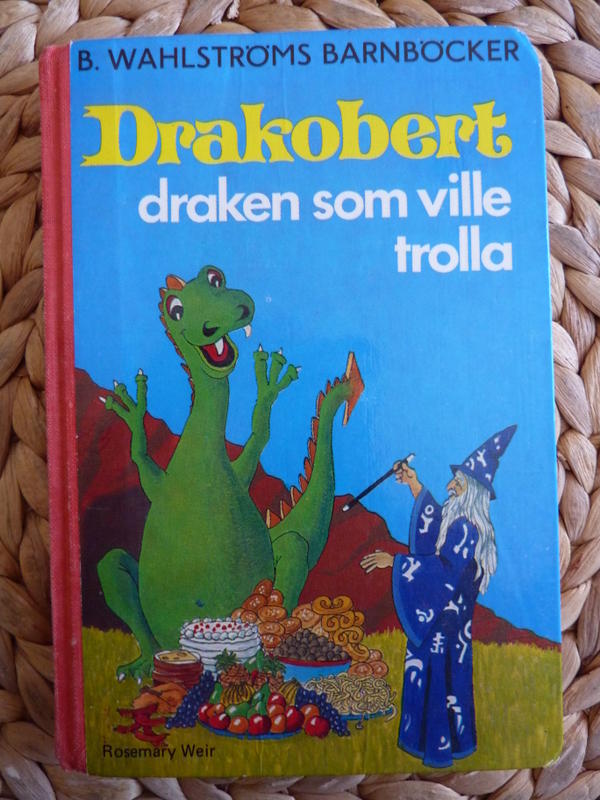 B. WAHLSTRÖMS BARNBÖCKER
Drakobert
draken som ville
trolla
Rosemary Weir